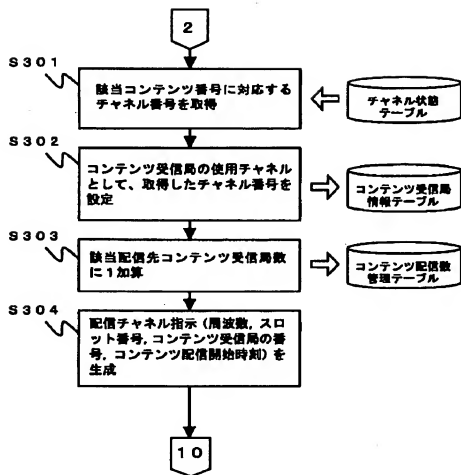 2
S301
該当コンテンツ番号に対応する
チャネル番号を取得
チャネル状態
テーブル
S302
コンテンツ受信局の使用チャネル
として、取得したチャネル番号を
設定
コンテンツ受信局
情報テーブル
S303
該当配信先コンテンツ受信局数
に1加算
コンテンツ配信数
管理テーブル
S304
配信チャネル指示（周波数，スロ
ット番号，コンテンツ受信局の番
号，コンテンツ配信開始時刻）を
生成
10